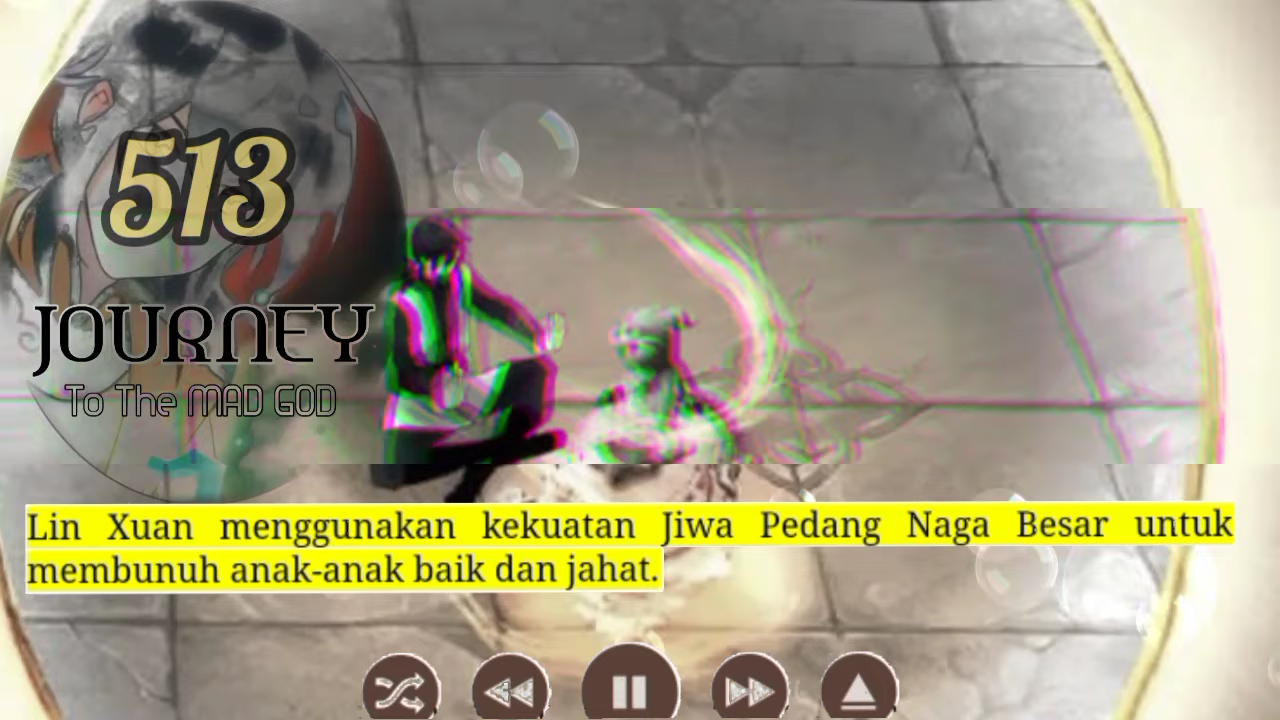 513
JOURNEY
To The MAD GOD
Lin Xuan menggunakan kekuatan Jiwa Pedang Naga Besar untuk
membunuh anak-anak baik dan jahat.